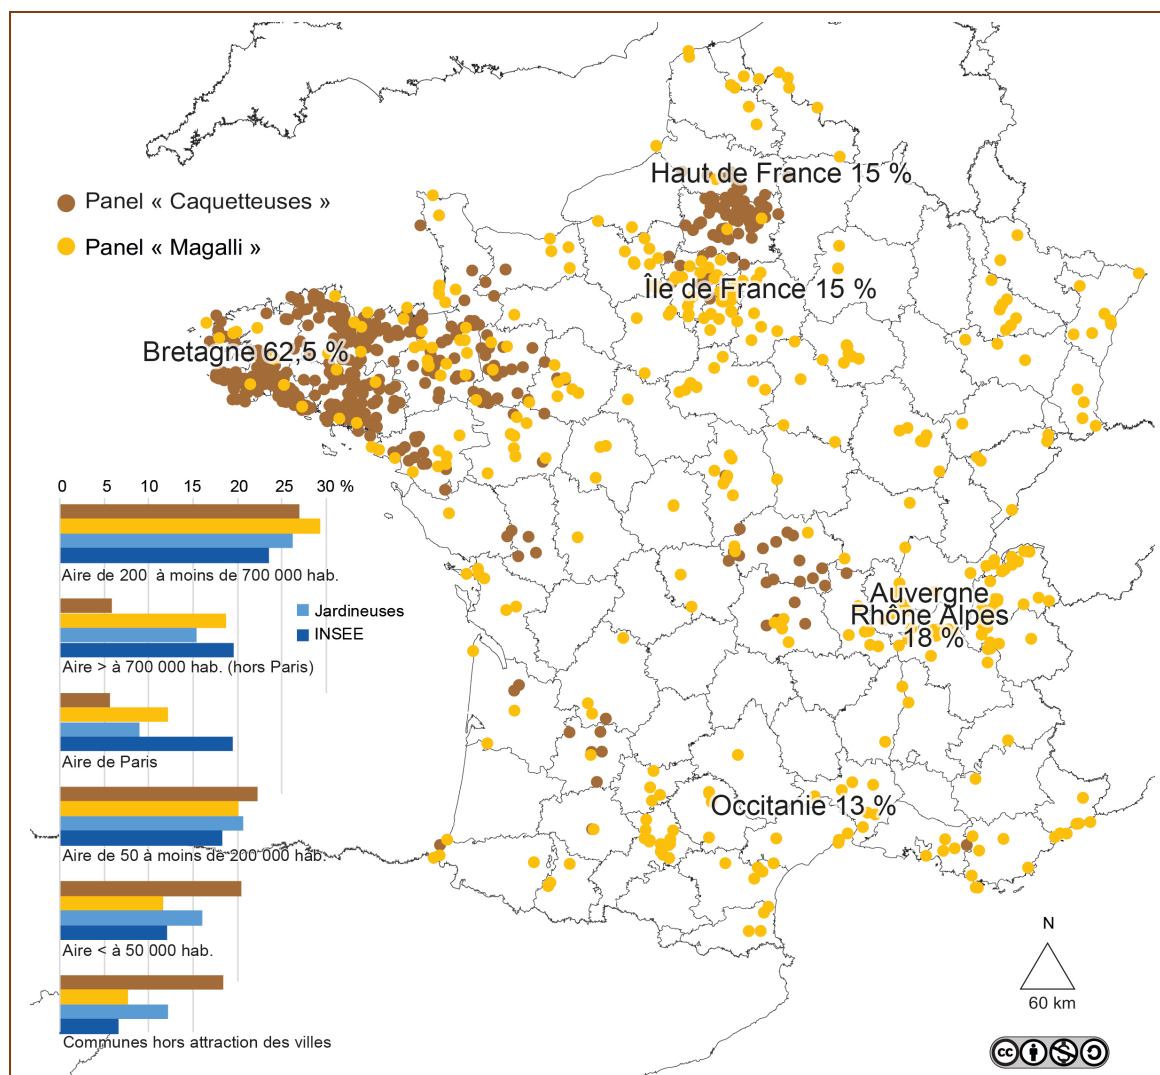 Haut de France 15 %
Panel « Caquetteuses »
Panel « Magalli »
Île de France 15 %
Bretagne 62,5 %
0 5 10 15 20 25 30 %
Aire de 200 à moins de 700 000 hab.
Jardineuses
INSEE
Aire > à 700 000 hab. (hors Paris)
Auvergne
Rhône Alpes
18 %
Aire de Paris
Occitanie 13 %
Aire de 50 à moins de 200 000 hab.
Aire < à 50 000 hab.
N
60 km
Communes hors attraction des villes
cc